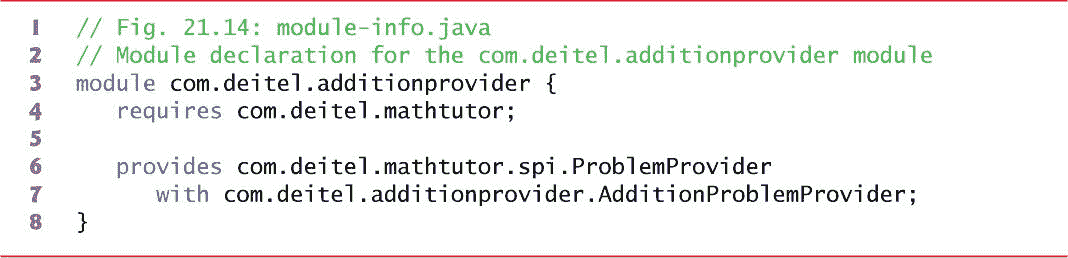 1 // Fig. 21.14: module-info.java
2 // Module declaration for the com.deitel.additionprovider module
3 module com.deitel.additionprovider {
4    requires com.deitel.mathtutor;
5
6    provides com.deitel.mathtutor.spi.ProblemProvider
7       with com.deitel.additionprovider.AdditionProblemProvider;
8 }